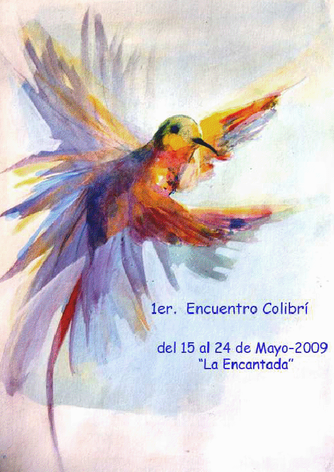 1er. Encuentro Colibrí
del 15 al 24 de Mayo-2009
"La Encantada"